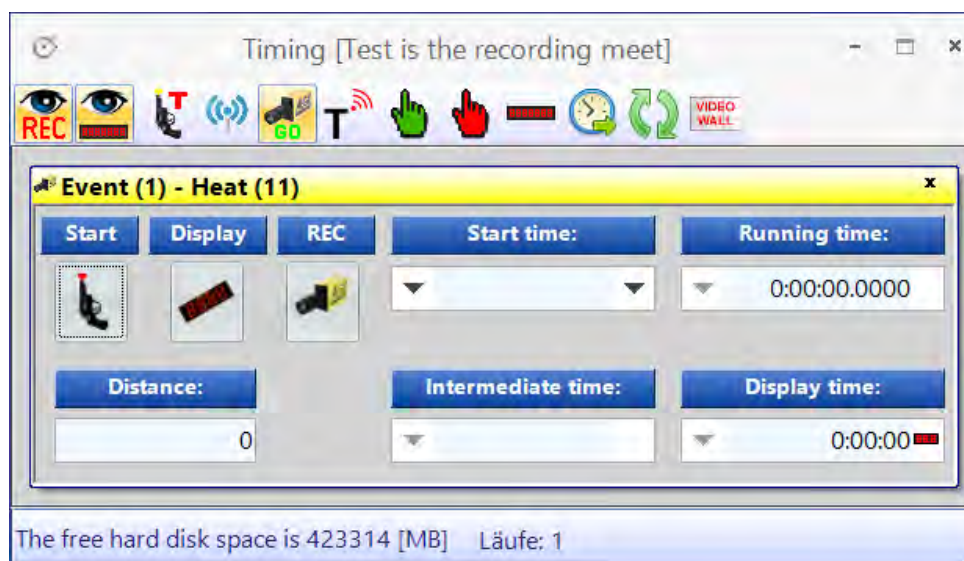 Timing [Test is the recording meet]
REC T GO T VIDEO
WALL
Event (1) - Heat (11)
Start Display REC Start time: Running time:
0:00:00.0000
Distance: Intermediate time: Display time:
0 0:00:00
The free hard disk space is 423314 [MB] Läufe: 1